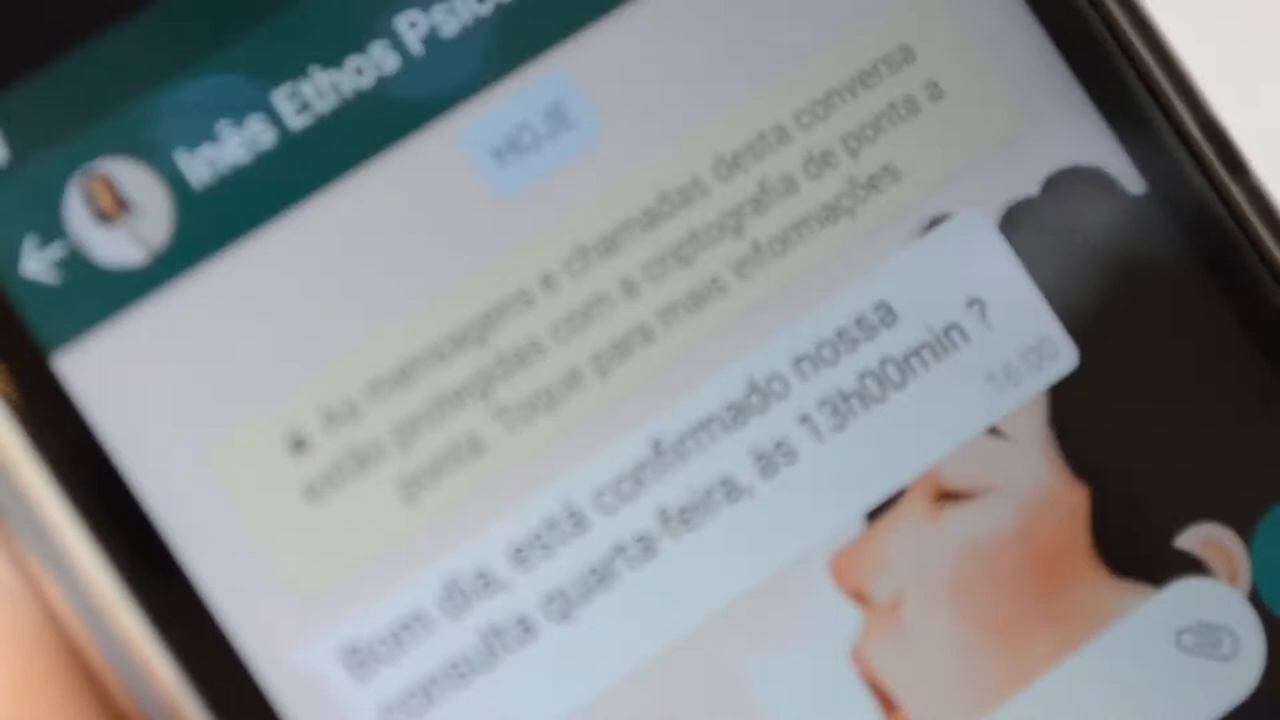 Inês Ethos
HOJE
As mensagens e chamadas desta conversa
estão protegidas com a criptografia de ponta a
ponta. Toque para mais informações
Bom dia, está confirmado nossa
consulta quarta-feira, às 13h00min ?
16:00